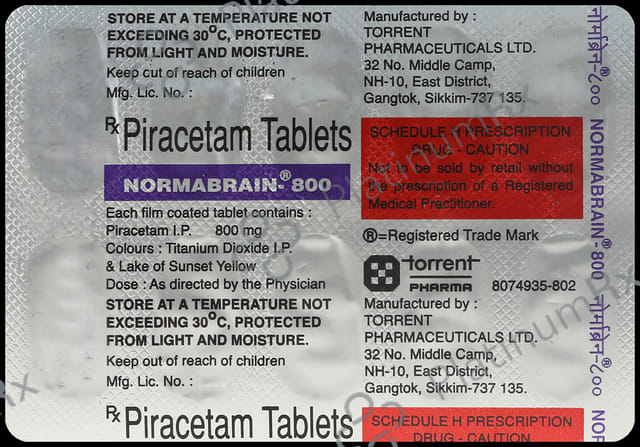 STORE AT A TEMPERATURE NOT
EXCEEDING 30°C, PROTECTED
FROM LIGHT AND MOISTURE.
Keep out of reach of children
Mfg. Lic. No. :
Rx Piracetam Tablets
NORMABRAIN-® 800
Each film coated tablet contains :
Piracetam I.P. 800 mg
Colours : Titanium Dioxide I.P.
& Lake of Sunset Yellow
Dose : As directed by the Physician
STORE AT A TEMPERATURE NOT
EXCEEDING 30°C, PROTECTED
FROM LIGHT AND MOISTURE.
Keep out of reach of children
Mfg. Lic. No. :
Rx Piracetam Tablets
Manufactured by :
TORRENT
PHARMACEUTICALS LTD.
32 No. Middle Camp,
NH-10, East District,
Gangtok, Sikkim-737 135.
SCHEDULE H PRESCRIPTION
DRUG - CAUTION
Not to be sold by retail without
the prescription of a Registered
Medical Practitioner.
®=Registered Trade Mark
torrent
PHARMA 8074935-802
Manufactured by :
TORRENT
PHARMACEUTICALS LTD.
32 No. Middle Camp,
NH-10, East District,
Gangtok, Sikkim-737 135.
SCHEDULE H PRESCRIPTION
DRUG - CAUTION
नोर्माब्रेन-®८००
NORMABRAIN-® 800
नोर्माब्रेन-®८००
PlatinumRx
PlatinumRx
Rx